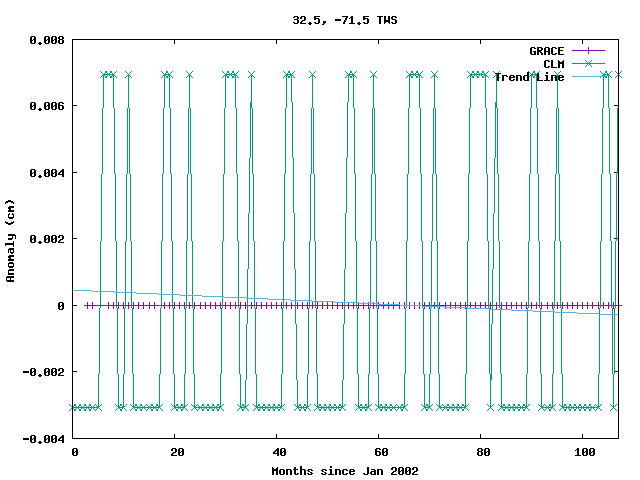 32.5, -71.5 TWS
0.008
0.006
0.004
0.002
0
-0.002
-0.004
Anomaly (cm)
GRACE
CLM
Trend Line
0 20 40 60 80 100
Months since Jan 2002